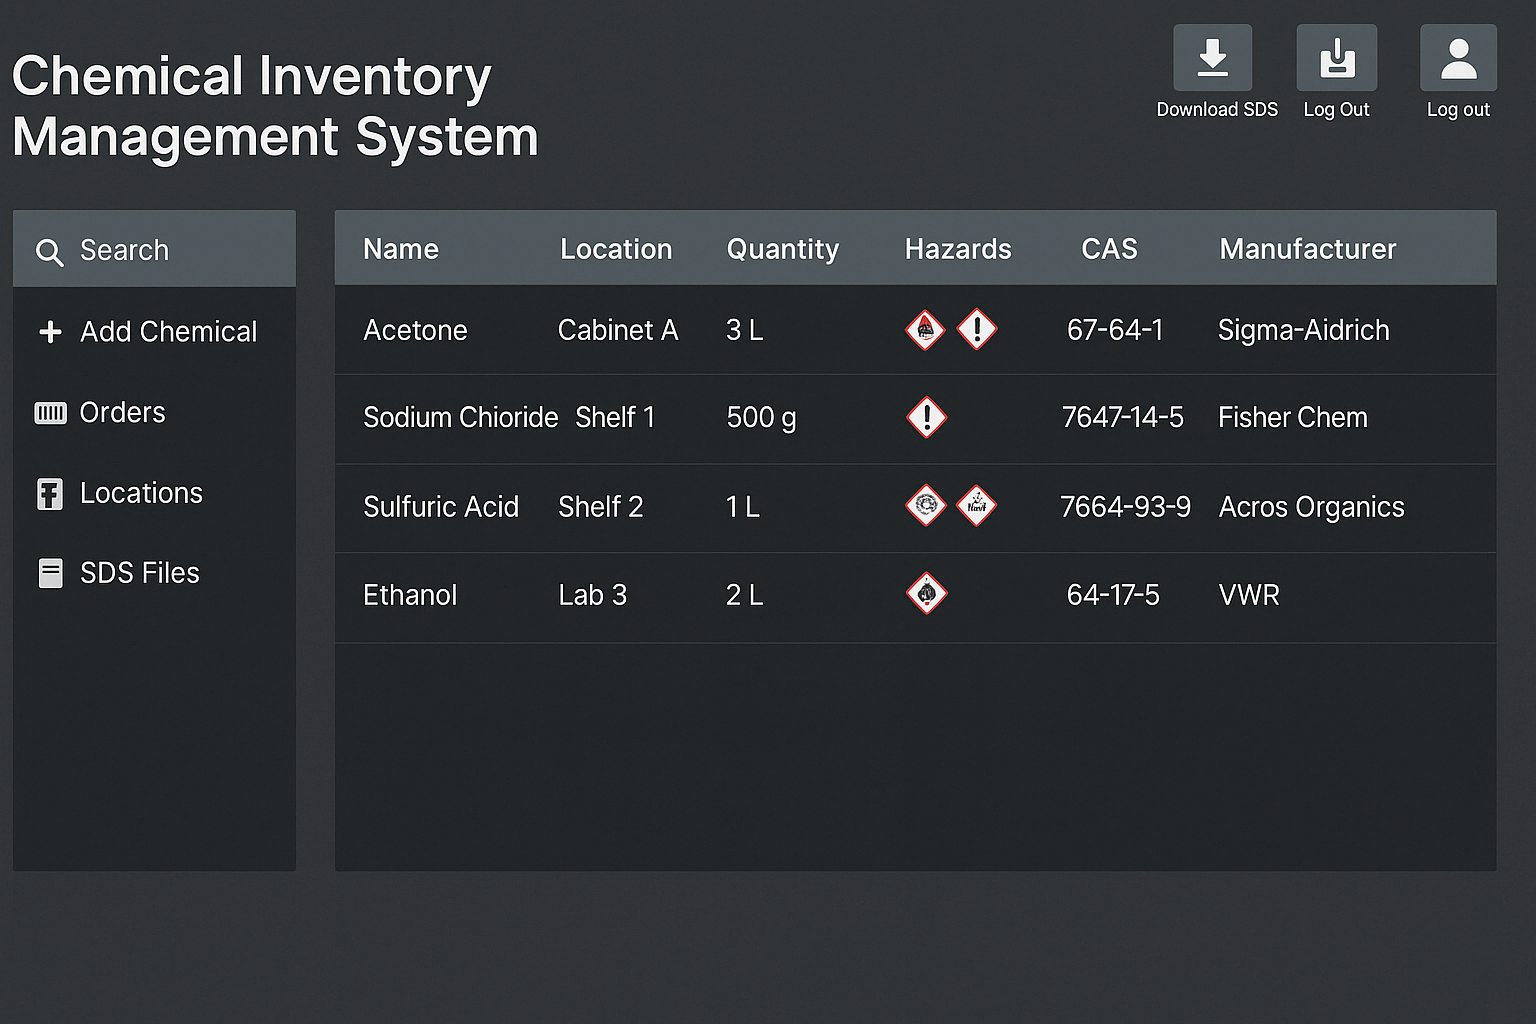 Chemical Inventory
Management System
Download SDS
Log Out
Log out
Search
Add Chemical
Orders
Locations
SDS Files
Name Location Quantity Hazards CAS Manufacturer
Acetone Cabinet A 3 L 67-64-1 Sigma-Aidrich
Sodium Chioride Shelf 1 500 g 7647-14-5 Fisher Chem
Sulfuric Acid Shelf 2 1 L 7664-93-9 Acros Organics
Ethanol Lab 3 2 L 64-17-5 VWR